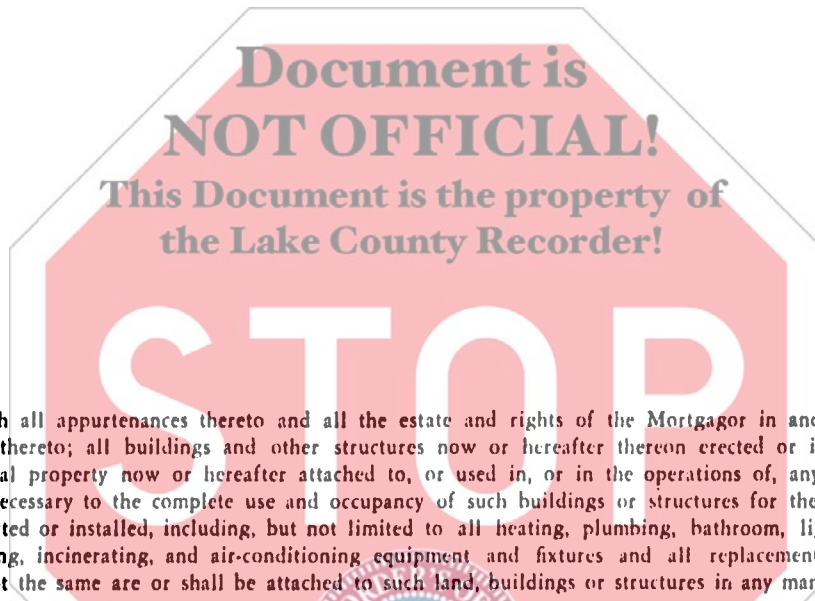 Document is
NOT OFFICIAL!
This Document is the property of
the Lake County Recorder!
STOP
all appurtenances thereto and all the estate and rights of the Mortgagor in and
thereto; all buildings and other structures now or hereafter thereon erected or
property now or hereafter attached to, or used in, or in the operations of, any
to the complete use and occupancy of such buildings or structures for the
or installed, including, but not limited to all heating, plumbing, bathroom,
incinerating, and air-conditioning equipment and fixtures and all
the same are or shall be attached to such land, buildings or structures in any